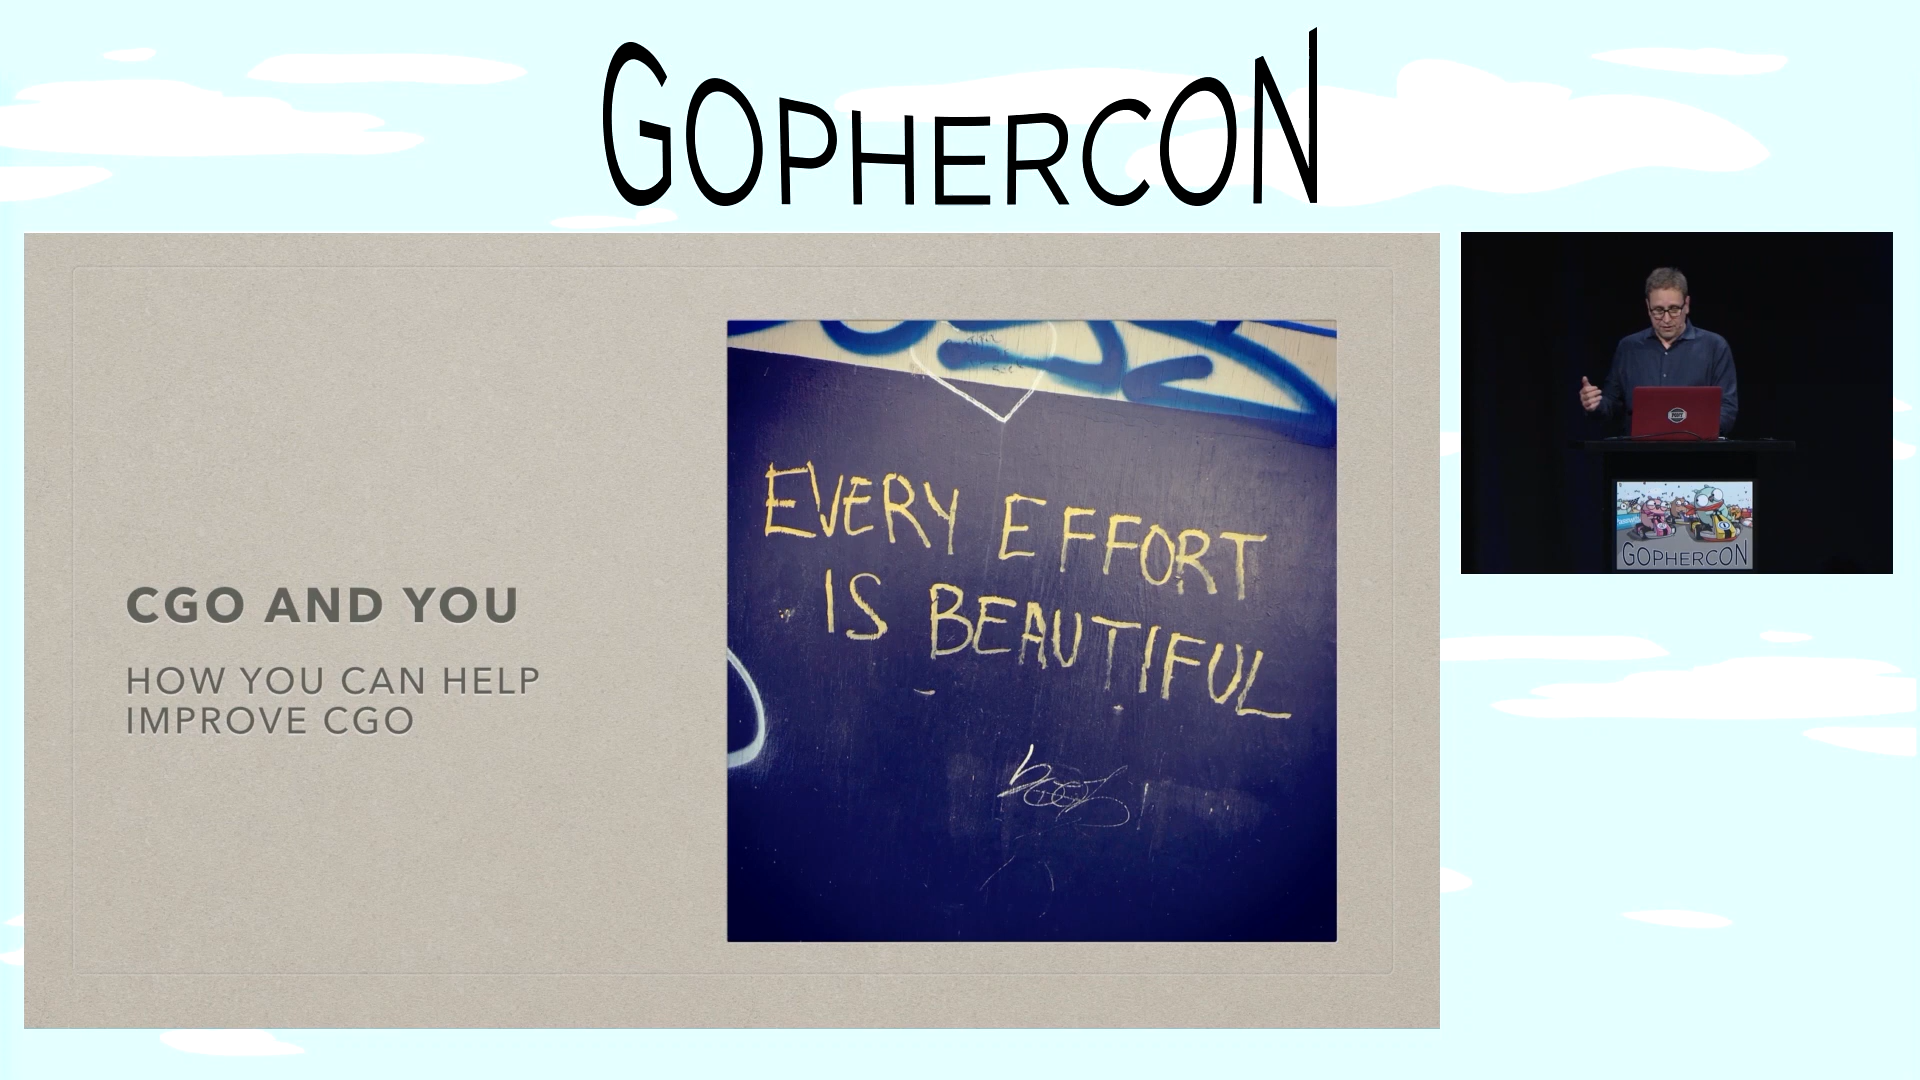 GOPHERCON
CGO AND YOU
HOW YOU CAN HELP
IMPROVE CGO
EVERY EFFORT
IS BEAUTIFUL
GOPHERCON